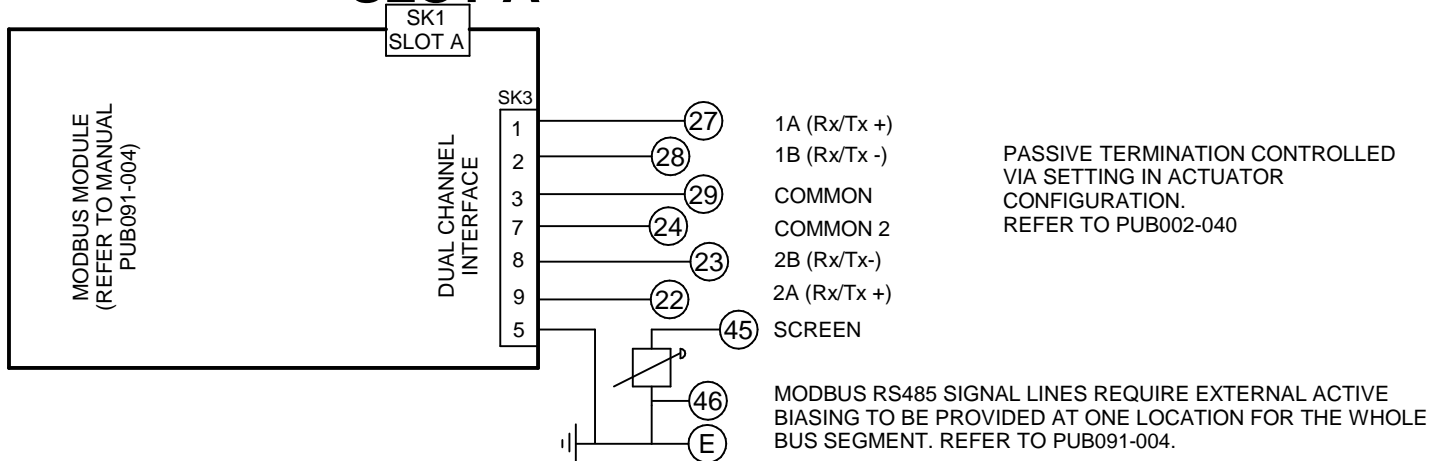 SK1
SLOT A
MODBUS MODULE
(REFER TO MANUAL
PUB091-004)
DUAL CHANNEL
INTERFACE
SK3
1
27
1A (Rx/Tx +)
2
28
1B (Rx/Tx -)
3
29
COMMON
7
24
COMMON 2
8
23
2B (Rx/Tx-)
9
22
2A (Rx/Tx +)
5
45
SCREEN
46
E
PASSIVE TERMINATION CONTROLLED
VIA SETTING IN ACTUATOR
CONFIGURATION.
REFER TO PUB002-040
MODBUS RS485 SIGNAL LINES REQUIRE EXTERNAL ACTIVE
BIASING TO BE PROVIDED AT ONE LOCATION FOR THE WHOLE
BUS SEGMENT. REFER TO PUB091-004.